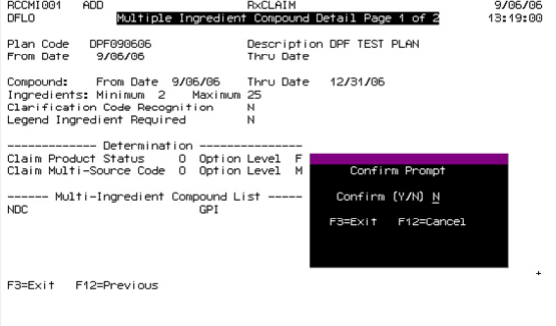 RCCMI001 ADD RxCLAIM 9/06/06
DFLO Multiple Ingredient Compound Detail Page 1 of 2 13:19:00
Plan Code DPF090606 Description DPF TEST PLAN
From Date 9/06/06 Thru Date
Compound: From Date 9/06/06 Thru Date 12/31/06
Ingredients: Minimum 2 Maximum 25
Clarification Code Recognition N
Legend Ingredient Required N
------------- Determination ---------------
Claim Product Status O Option Level F
Claim Multi-Source Code O Option Level M
------ Multi-Ingredient Compound List -----
NDC GPI
Confirm Prompt
Confirm (Y/N) N
F3=Exit F12=Cancel
+
F3=Exit F12=Previous